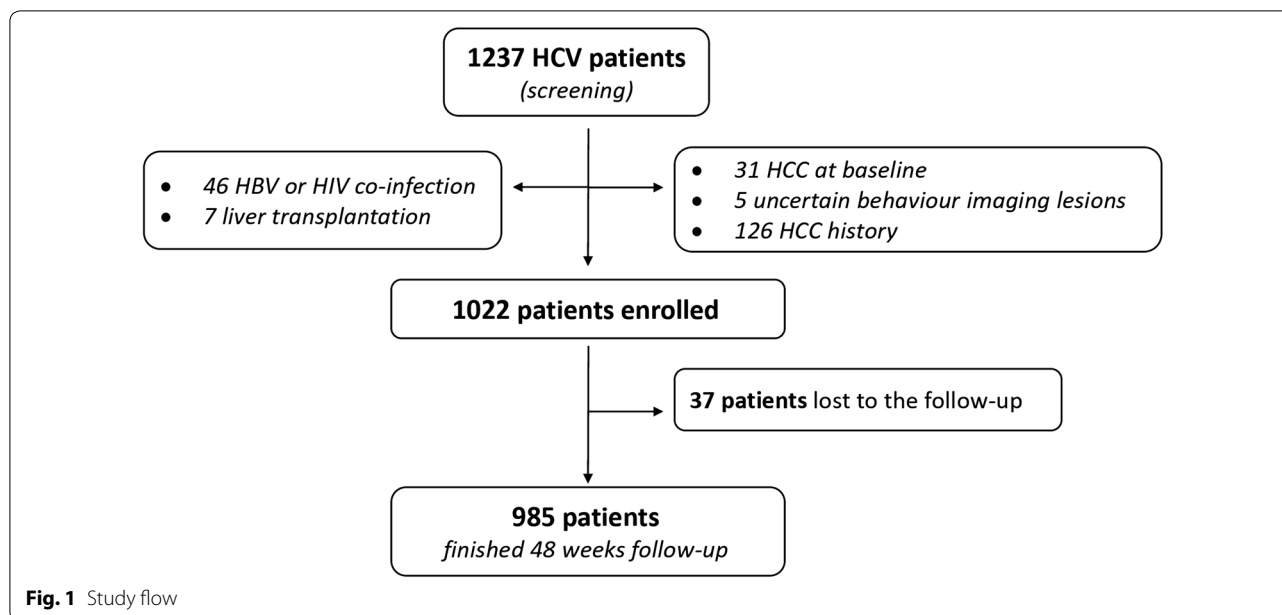 1237 HCV patients
(screening)
• 46 HBV or HIV co-infection
• 7 liver transplantation
• 31 HCC at baseline
• 5 uncertain behaviour imaging lesions
• 126 HCC history
1022 patients enrolled
37 patients lost to the follow-up
985 patients
finished 48 weeks follow-up
Fig. 1 Study flow